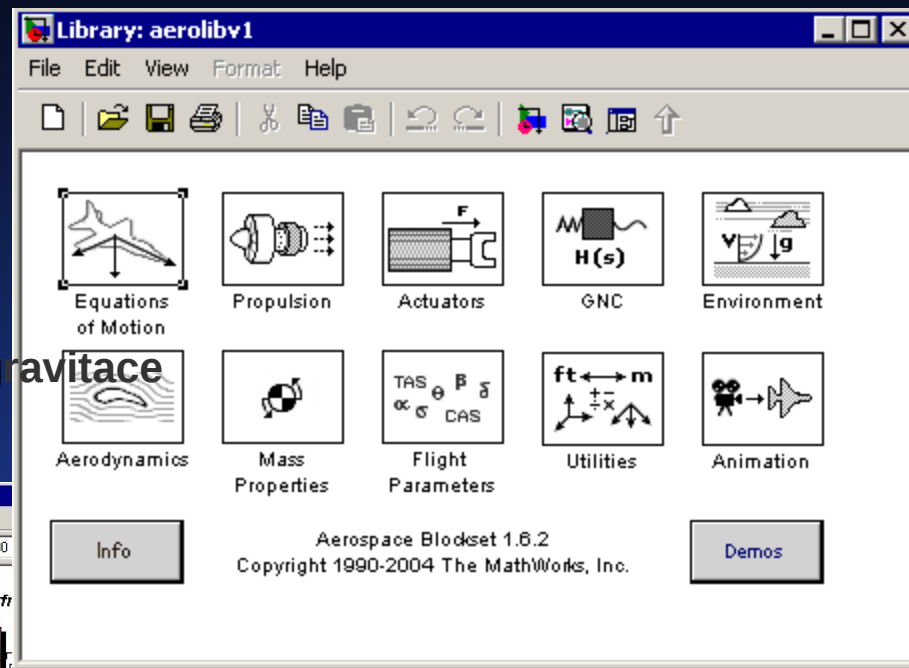 Library: aerolibv1
File Edit View Format Help
F
H(s)
V g
Equations
of Motion
Propulsion
Actuators
GNC
Environment
ravitace
TAS θ β δ
α σ CAS
ft m
Aerodynamics
Mass
Properties
Flight
Parameters
Utilities
Animation
Info
Aerospace Blockset 1.6.2
Copyright 1990-2004 The MathWorks, Inc.
Demos